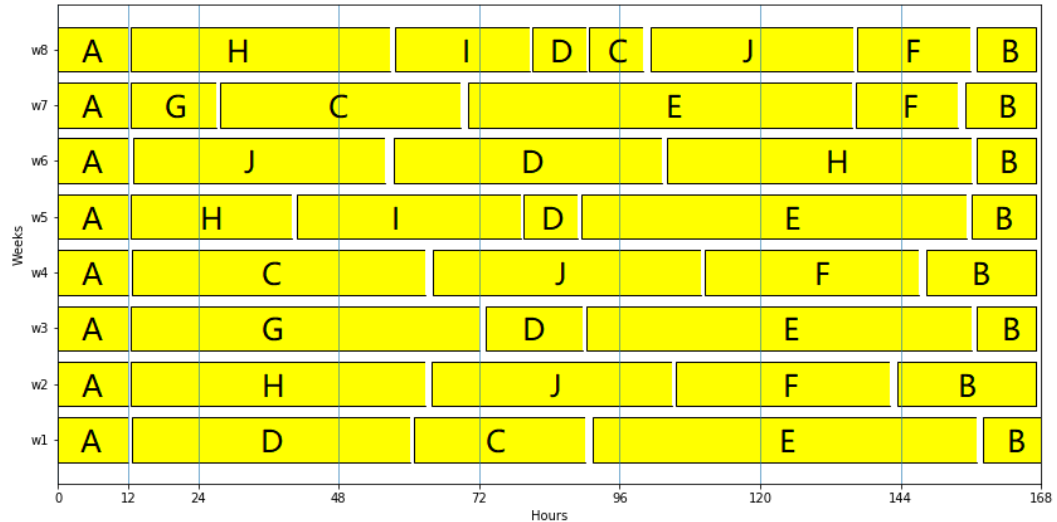 w8 A H I D C J F B
w7 A G C E F B
w6 A J D H B
w5 A H I D E B
w4 A C J F B
w3 A G D E B
w2 A H J F B
w1 A D C E B
Weeks
0 12 24 48 72 96 120 144 168
Hours